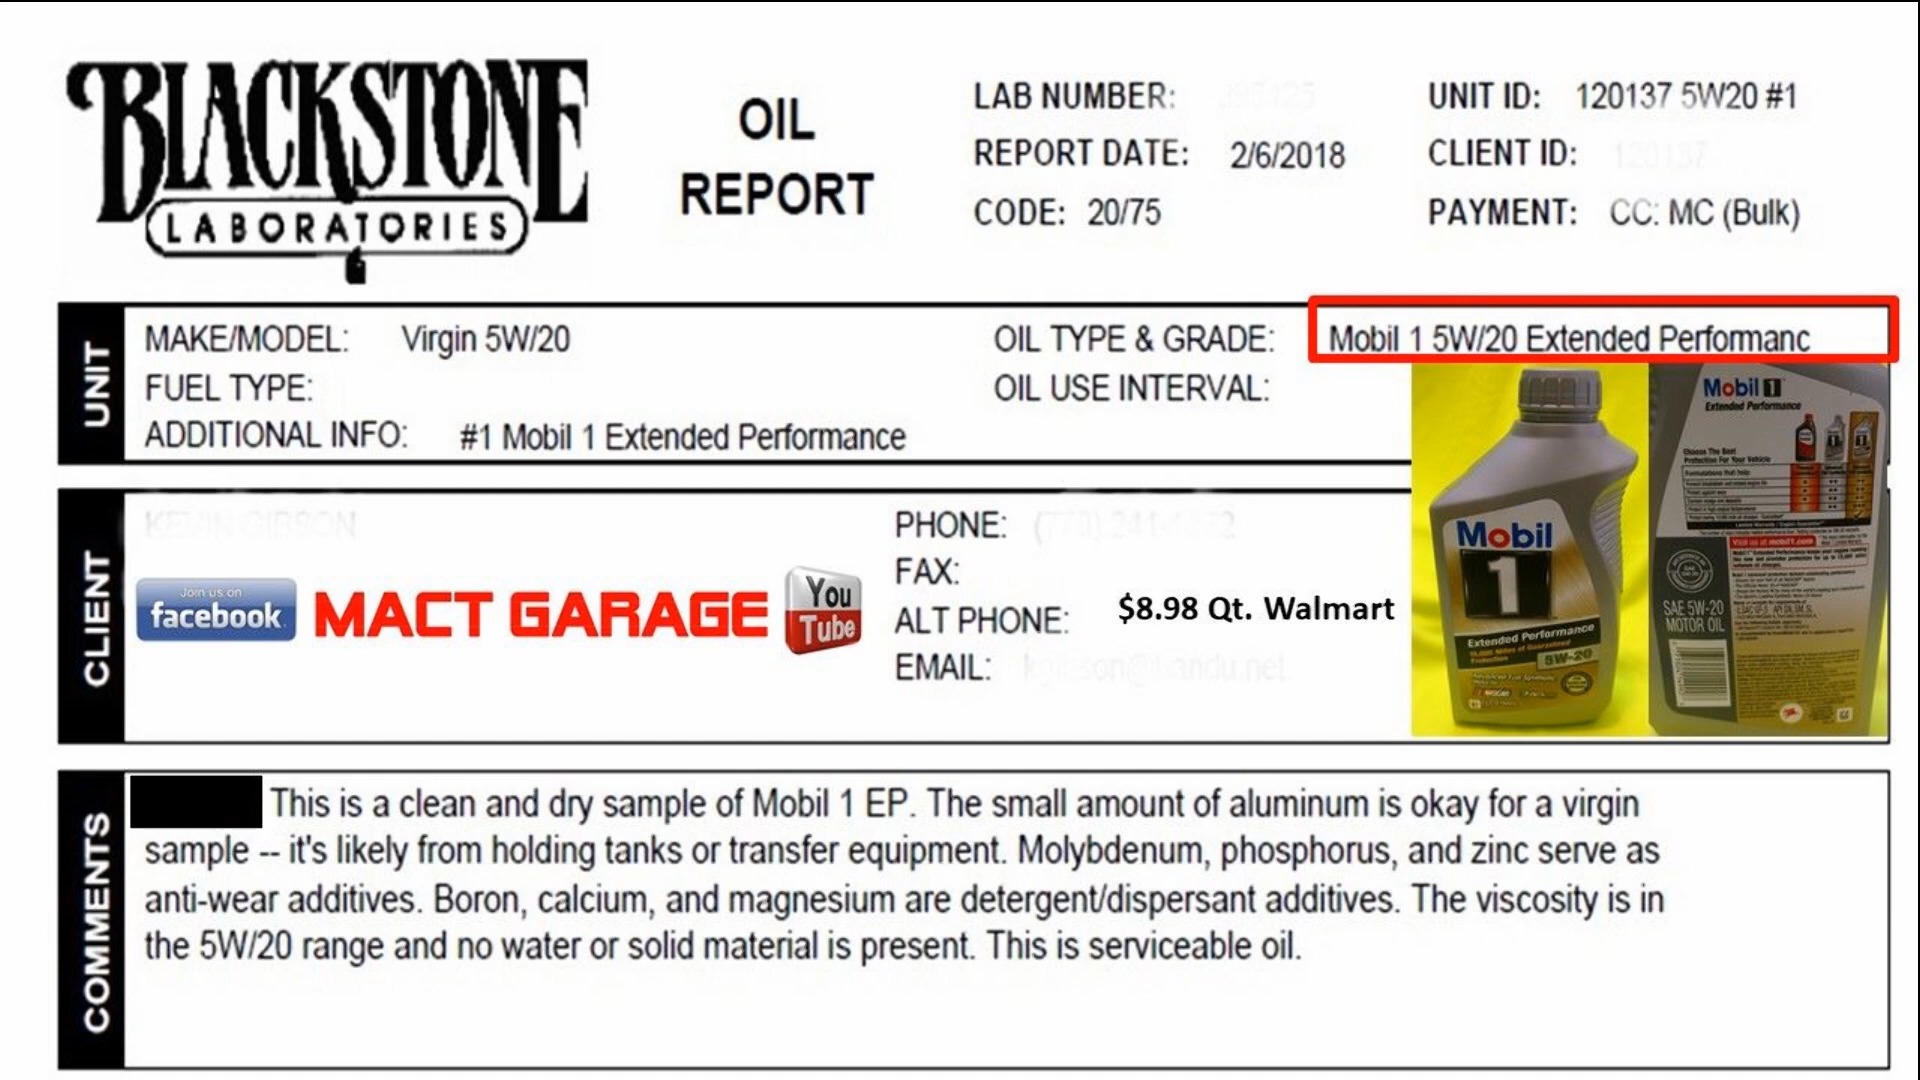 BLACKSTONE
LABORATORIES
OIL
REPORT
LAB NUMBER:
REPORT DATE: 2/6/2018
CODE: 20/75
UNIT ID: 120137 5W20 #1
CLIENT ID:
PAYMENT: CC: MC (Bulk)
UNIT
MAKE/MODEL: Virgin 5W/20
FUEL TYPE:
ADDITIONAL INFO: #1 Mobil 1 Extended Performance
OIL TYPE & GRADE: Mobil 1 5W/20 Extended Performanc
OIL USE INTERVAL:
CLIENT
Join us on
facebook
MACT GARAGE
You
Tube
PHONE:
FAX:
ALT PHONE:
EMAIL:
$8.98 Qt. Walmart
Mobil
1
Extended Performance
5W-20
Mobil 1
Extended Performance
Choose The Best
Protection For Your Vehicle
SAE 5W-20
MOTOR OIL
COMMENTS
This is a clean and dry sample of Mobil 1 EP. The small amount of aluminum is okay for a virgin
sample -- it's likely from holding tanks or transfer equipment. Molybdenum, phosphorus, and zinc serve as
anti-wear additives. Boron, calcium, and magnesium are detergent/dispersant additives. The viscosity is in
the 5W/20 range and no water or solid material is present. This is serviceable oil.